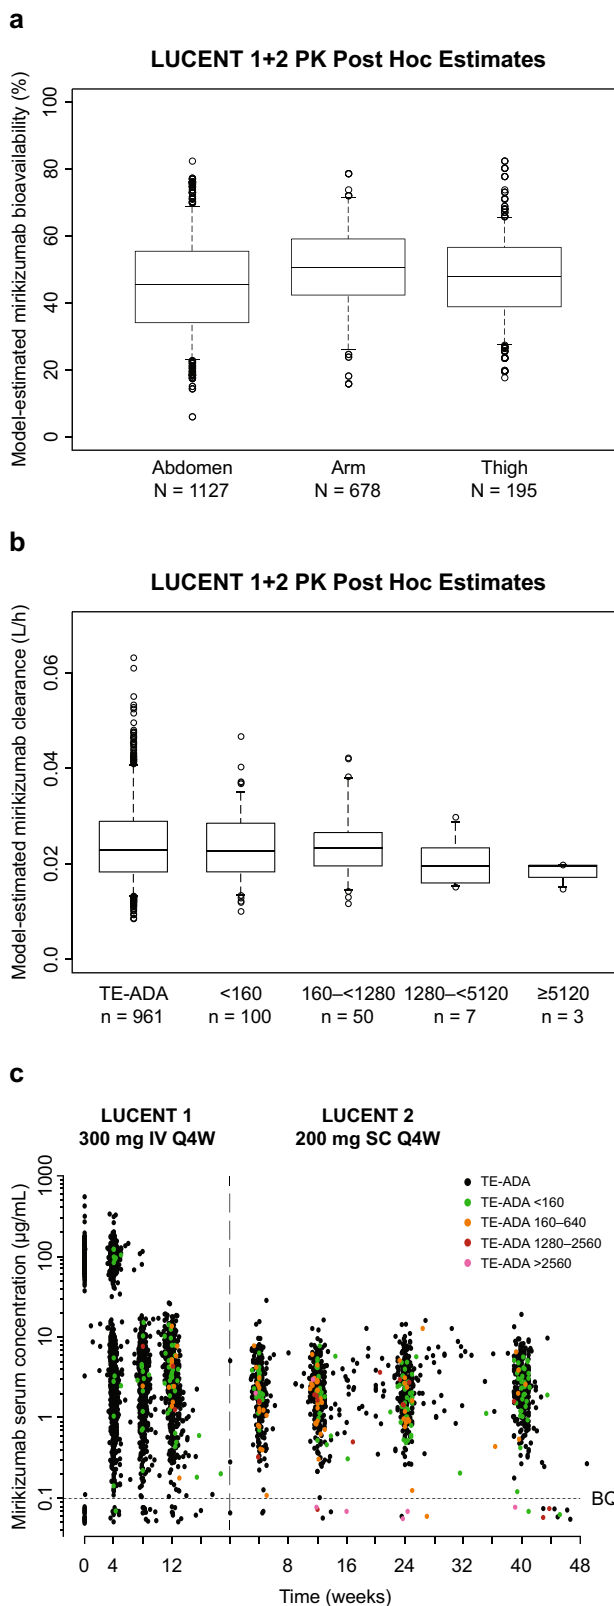 a
LUCENT 1+2 PK Post Hoc Estimates
Model-estimated mirikizumab bioavailability (%)
100
80
60
40
20
0
Abdomen Arm Thigh
N = 1127 N = 678 N = 195
b
LUCENT 1+2 PK Post Hoc Estimates
Model-estimated mirikizumab clearance (L/h)
0.06
0.04
0.02
0.0
TE-ADA <160 160–<1280 1280–<5120 ≥5120
n = 961 n = 100 n = 50 n = 7 n = 3
c
LUCENT 1 LUCENT 2
300 mg IV Q4W 200 mg SC Q4W
Mirikizumab serum concentration (µg/mL)
1000
100
10
1
0.1
TE-ADA
TE-ADA <160
TE-ADA 160–640
TE-ADA 1280–2560
TE-ADA >2560
BQ
0 4 12 8 16 24 32 40 48
Time (weeks)